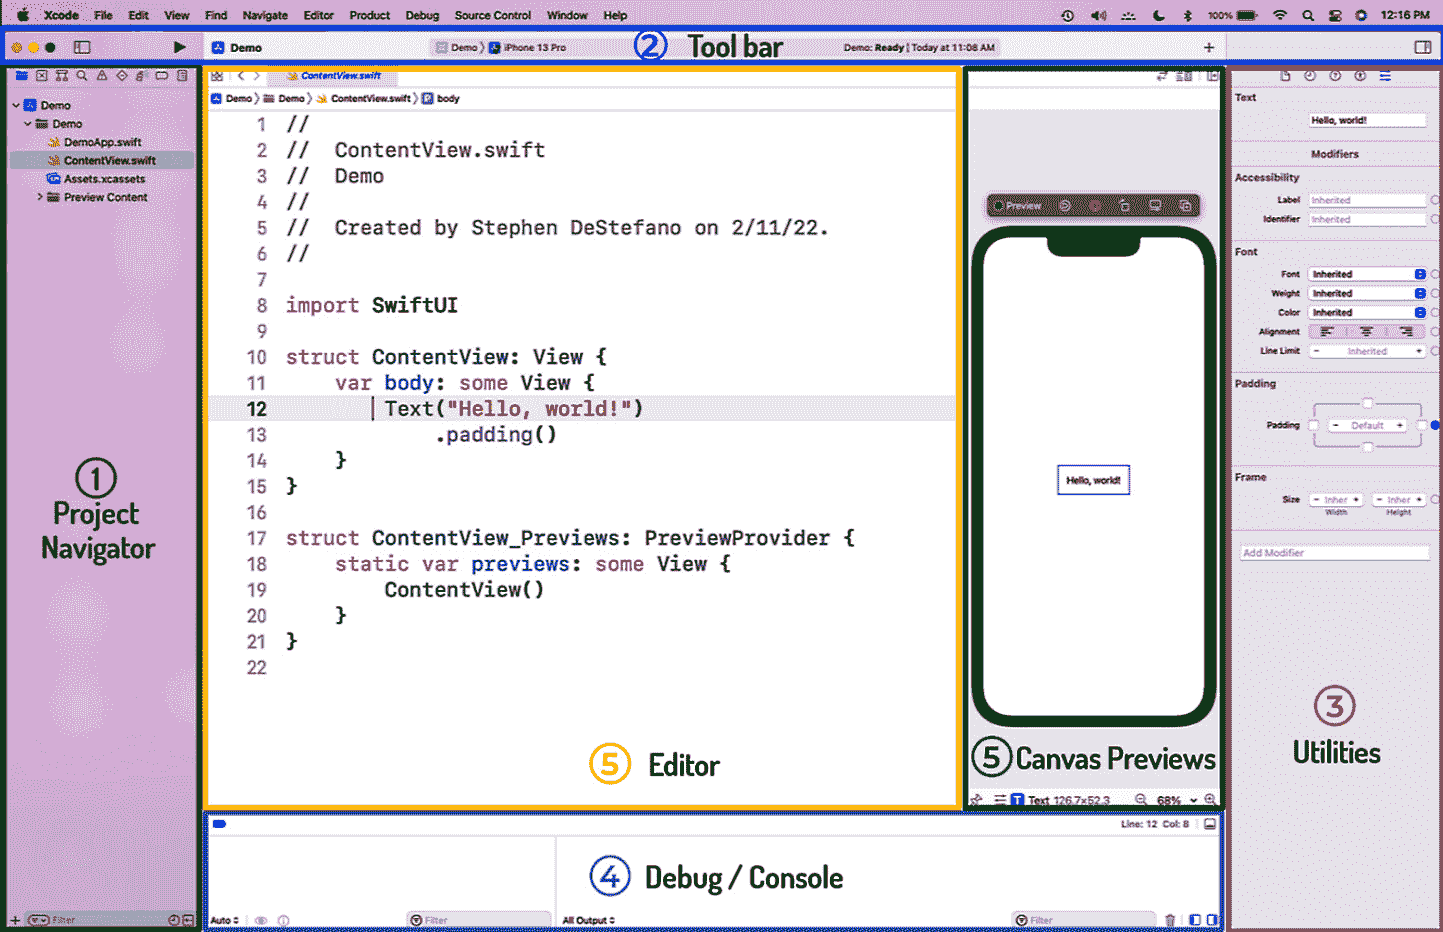 Xcode File Edit View Find Navigate Editor Product Debug Source Control Window Help 100% 12:16 PM
Demo Demo iPhone 13 Pro 2 Tool bar Demo: Ready | Today at 11:08 AM
ContentView.swift
Demo Demo ContentView.swift body
Demo
Demo
DemoApp.swift
ContentView.swift
Assets.xcassets
Preview Content
1 Project
Navigator
Filter
1 //
2 // ContentView.swift
3 // Demo
4 //
5 // Created by Stephen DeStefano on 2/11/22.
6 //
7
8 import SwiftUI
9
10 struct ContentView: View {
11 var body: some View {
12 Text("Hello, world!")
13 .padding()
14 }
15 }
16
17 struct ContentView_Previews: PreviewProvider {
18 static var previews: some View {
19 ContentView()
20 }
21 }
22
5 Editor
Preview
Hello, world!
5 Canvas Previews
Text 126.7×52.3 68%
Line: 12 Col: 8
4 Debug / Console
Auto Filter All Output Filter
Text
Hello, world!
Modifiers
Accessibility
Label Inherited
Identifier Inherited
Font
Font Inherited
Weight Inherited
Color Inherited
Alignment
Line Limit - Inherited +
Padding
Padding - Default +
Frame
Size - Inher + - Inher +
Width Height
Add Modifier
3
Utilities